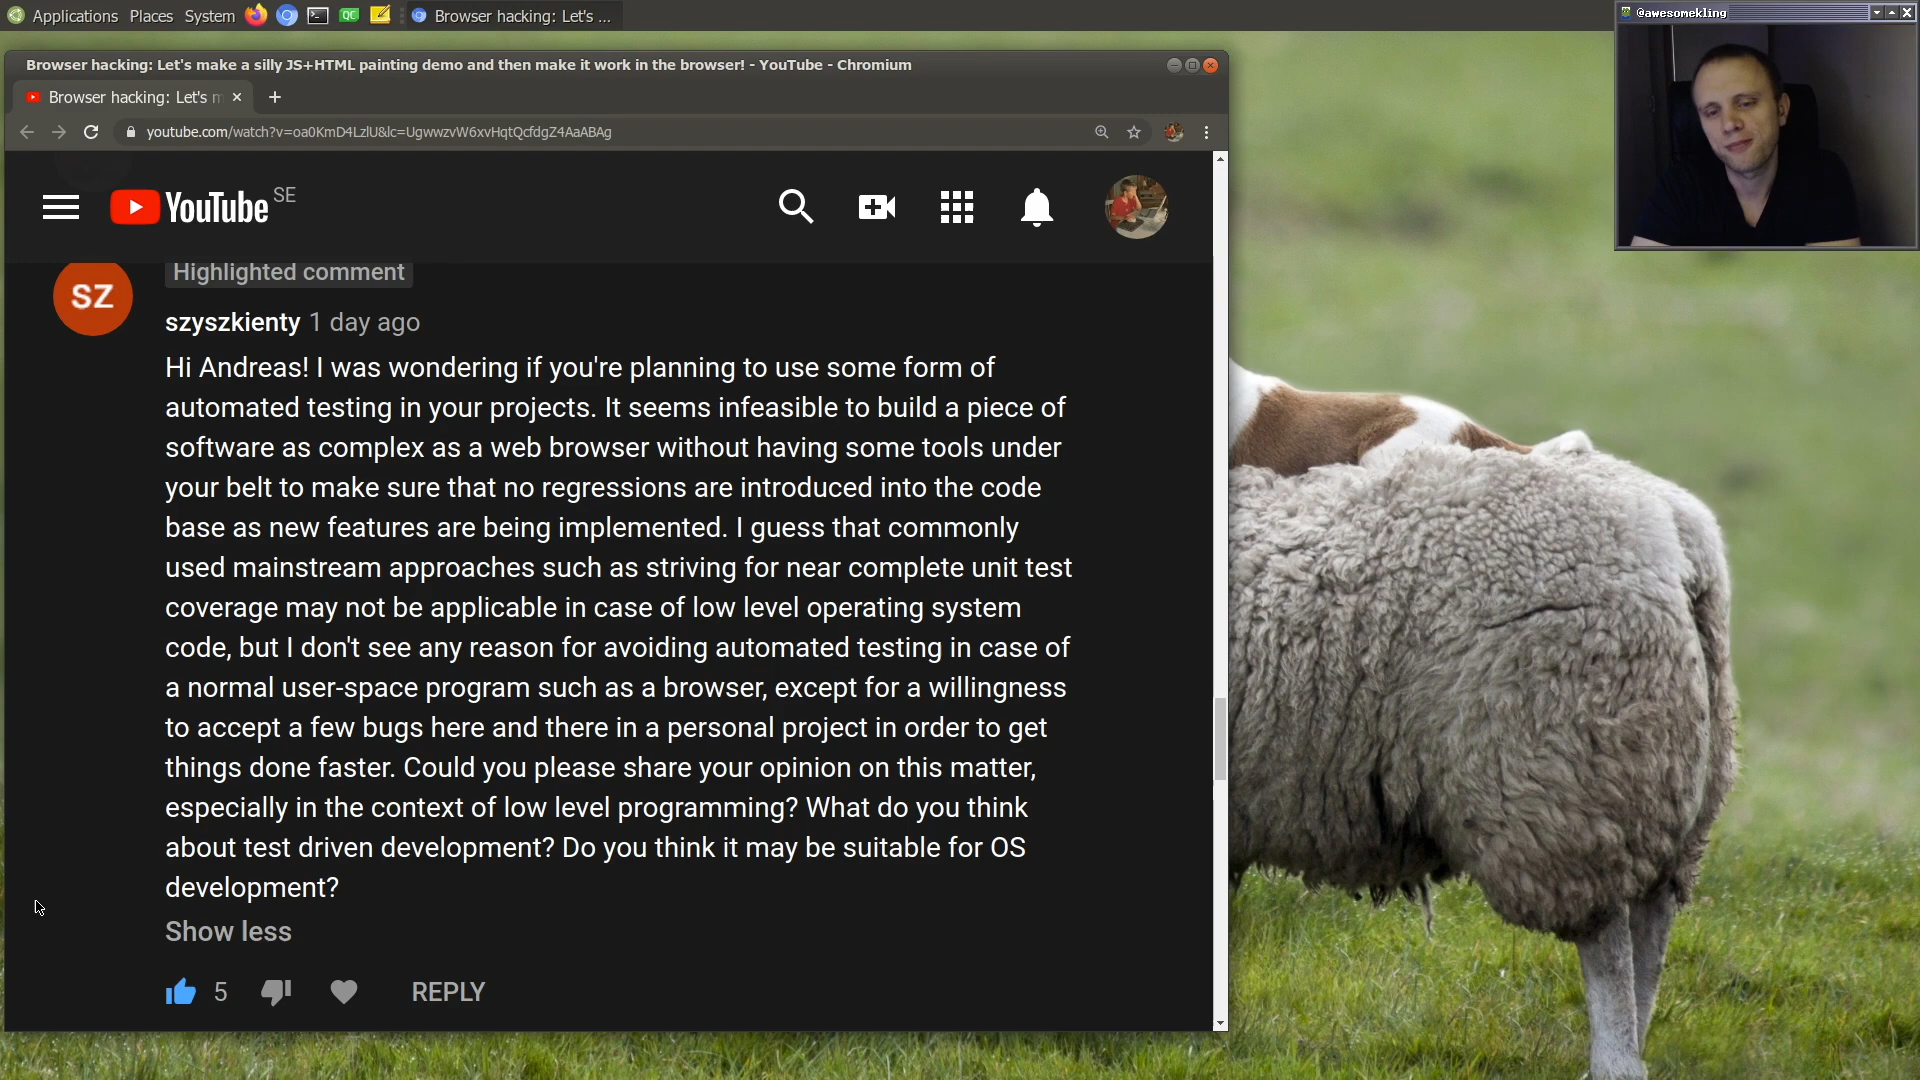 Applications Places System Browser hacking: Let's ...
@awesomekling
Browser hacking: Let's make a silly JS+HTML painting demo and then make it work in the browser! - YouTube - Chromium
Browser hacking: Let's m
youtube.com/watch?v=oa0KmD4LzlU&lc=UgwwzvW6xvHqtQcfdgZ4AaABAg
YouTube SE
Highlighted comment
SZ
szyszkienty 1 day ago
Hi Andreas! I was wondering if you're planning to use some form of
automated testing in your projects. It seems infeasible to build a piece of
software as complex as a web browser without having some tools under
your belt to make sure that no regressions are introduced into the code
base as new features are being implemented. I guess that commonly
used mainstream approaches such as striving for near complete unit test
coverage may not be applicable in case of low level operating system
code, but I don't see any reason for avoiding automated testing in case of
a normal user-space program such as a browser, except for a willingness
to accept a few bugs here and there in a personal project in order to get
things done faster. Could you please share your opinion on this matter,
especially in the context of low level programming? What do you think
about test driven development? Do you think it may be suitable for OS
development?
Show less
5 REPLY